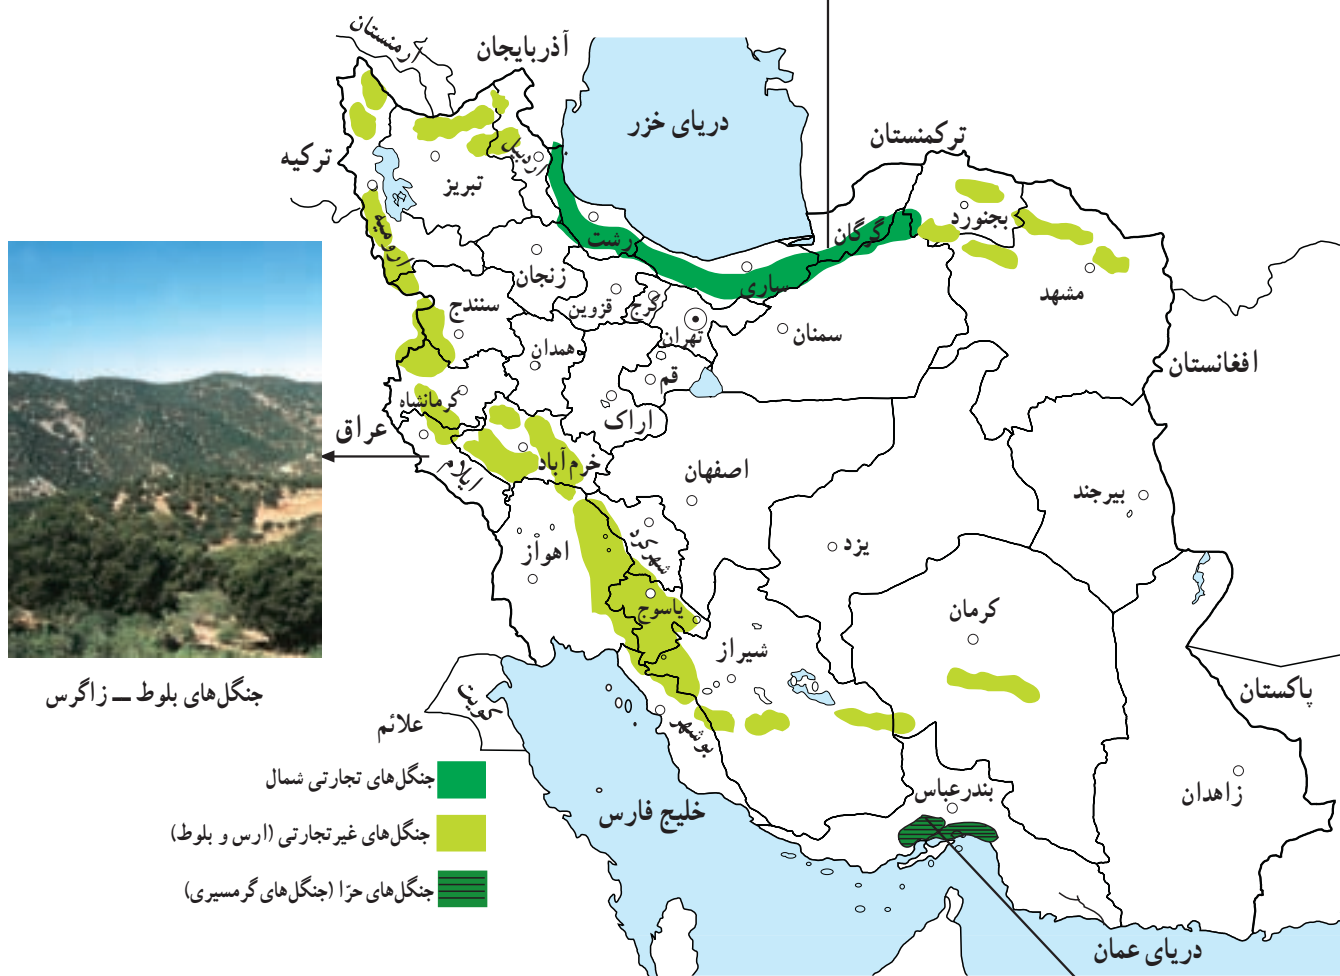 ارمنستان
آذربایجان
دریای خزر
ترکمنستان
ترکیه
تبریز
اردبیل
ارومیه
رشت
گرگان
بجنورد
زنجان
ساری
مشهد
سنندج
قزوین
کرج
تهران
سمنان
همدان
قم
افغانستان
کرمانشاه
اراک
عراق
ایلام
خرم‌آباد
اصفهان
بیرجند
اهواز
شهرکرد
یزد
یاسوج
کرمان
شیراز
پاکستان
جنگل‌های بلوط ــ زاگرس
کویت
بوشهر
علائم
جنگل‌های تجارتی شمال
بندرعباس
زاهدان
خلیج فارس
جنگل‌های غیرتجارتی (ارس و بلوط)
جنگل‌های حرّا (جنگل‌های گرمسیری)
دریای عمان